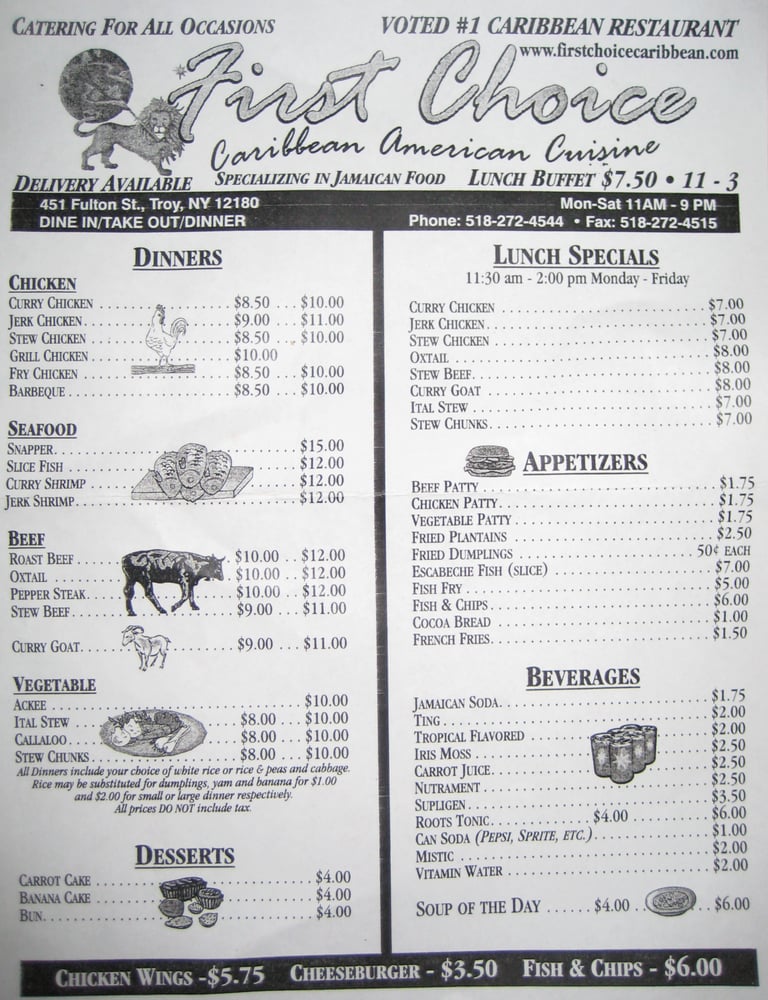 CATERING FOR ALL OCCASIONS VOTED #1 CARIBBEAN RESTAURANT
www.firstchoicecaribbean.com
First Choice
Caribbean American Cuisine
DELIVERY AVAILABLE SPECIALIZING IN JAMAICAN FOOD LUNCH BUFFET $7.50 • 11 - 3
451 Fulton St., Troy, NY 12180 Mon-Sat 11AM - 9 PM
DINE IN/TAKE OUT/DINNER Phone: 518-272-4544 • Fax: 518-272-4515
DINNERS
CHICKEN
CURRY CHICKEN $8.50 $10.00
JERK CHICKEN $9.00 $11.00
STEW CHICKEN $8.50 $10.00
GRILL CHICKEN $10.00
FRY CHICKEN $8.50 $10.00
BARBEQUE $8.50 $10.00
SEAFOOD
SNAPPER $15.00
SLICE FISH $12.00
CURRY SHRIMP $12.00
JERK SHRIMP $12.00
BEEF
ROAST BEEF $10.00 $12.00
OXTAIL $10.00 $12.00
PEPPER STEAK $10.00 $12.00
STEW BEEF $9.00 $11.00
CURRY GOAT $9.00 $11.00
VEGETABLE
ACKEE $10.00
ITAL STEW $8.00 $10.00
CALLALOO $8.00 $10.00
STEW CHUNKS $8.00 $10.00
All Dinners include your choice of white rice or rice & peas and cabbage.
Rice may be substituted for dumplings, yam and banana for $1.00
and $2.00 for small or large dinner respectively.
All prices DO NOT include tax.
DESSERTS
CARROT CAKE $4.00
BANANA CAKE $4.00
BUN $4.00
LUNCH SPECIALS
11:30 am - 2:00 pm Monday - Friday
CURRY CHICKEN $7.00
JERK CHICKEN $7.00
STEW CHICKEN $7.00
OXTAIL $8.00
STEW BEEF $8.00
CURRY GOAT $8.00
ITAL STEW $7.00
STEW CHUNKS $7.00
APPETIZERS
BEEF PATTY $1.75
CHICKEN PATTY $1.75
VEGETABLE PATTY $1.75
FRIED PLANTAINS $2.50
FRIED DUMPLINGS 50¢ EACH
ESCABECHE FISH (SLICE) $7.00
FISH FRY $5.00
FISH & CHIPS $6.00
COCOA BREAD $1.00
FRENCH FRIES $1.50
BEVERAGES
JAMAICAN SODA $1.75
TING $2.00
TROPICAL FLAVORED $2.00
IRIS MOSS $2.50
CARROT JUICE $2.50
NUTRAMENT $2.50
SUPLIGEN $3.50
ROOTS TONIC $4.00 $6.00
CAN SODA (PEPSI, SPRITE, ETC.) $1.00
MISTIC $2.00
VITAMIN WATER $2.00
SOUP OF THE DAY $4.00 $6.00
CHICKEN WINGS -$5.75 CHEESEBURGER - $3.50 FISH & CHIPS - $6.00